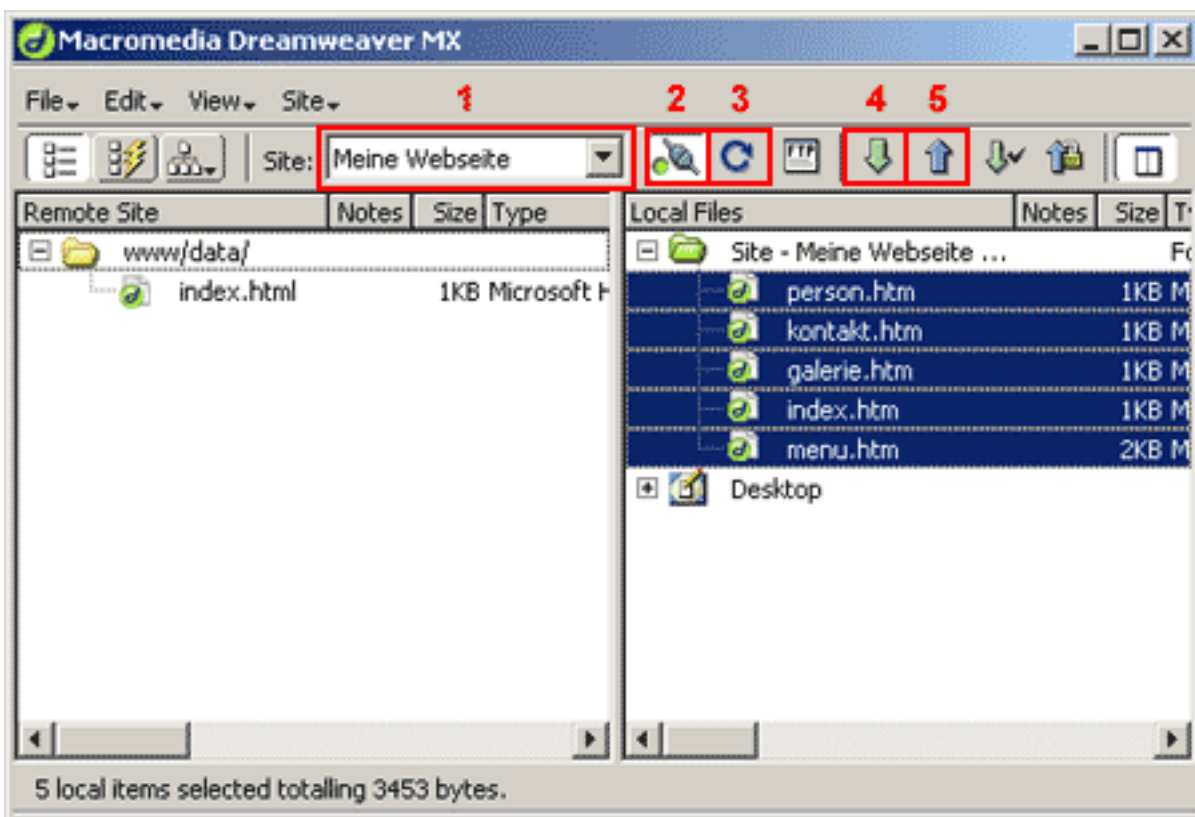 Macromedia Dreamweaver MX
File Edit View Site 1 2 3 4 5
Site: Meine Webseite FTP
Remote Site Notes Size Type
www/data/
index.html 1KB Microsoft H
Local Files Notes Size T
Site - Meine Webseite ... Fo
person.htm 1KB M
kontakt.htm 1KB M
galerie.htm 1KB M
index.htm 1KB M
menu.htm 2KB M
Desktop
5 local items selected totalling 3453 bytes.